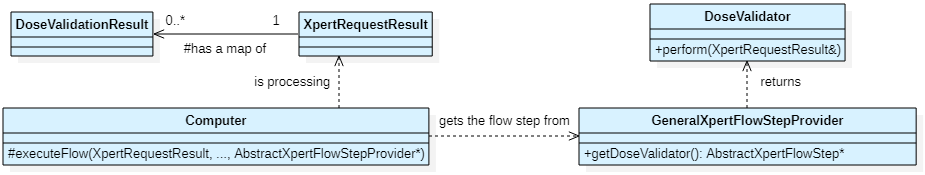 DoseValidationResult
0..*
1
#has a map of
XpertRequestResult
DoseValidator
+perform(XpertRequestResult&)
is processing
returns
Computer
#executeFlow(XpertRequestResult, ..., AbstractXpertFlowStepProvider*)
gets the flow step from
GeneralXpertFlowStepProvider
+getDoseValidator(): AbstractXpertFlowStep*